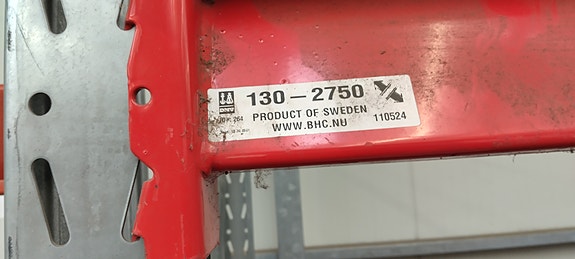 130-2750
PRODUCT OF SWEDEN
WWW.BHC.NU 110524